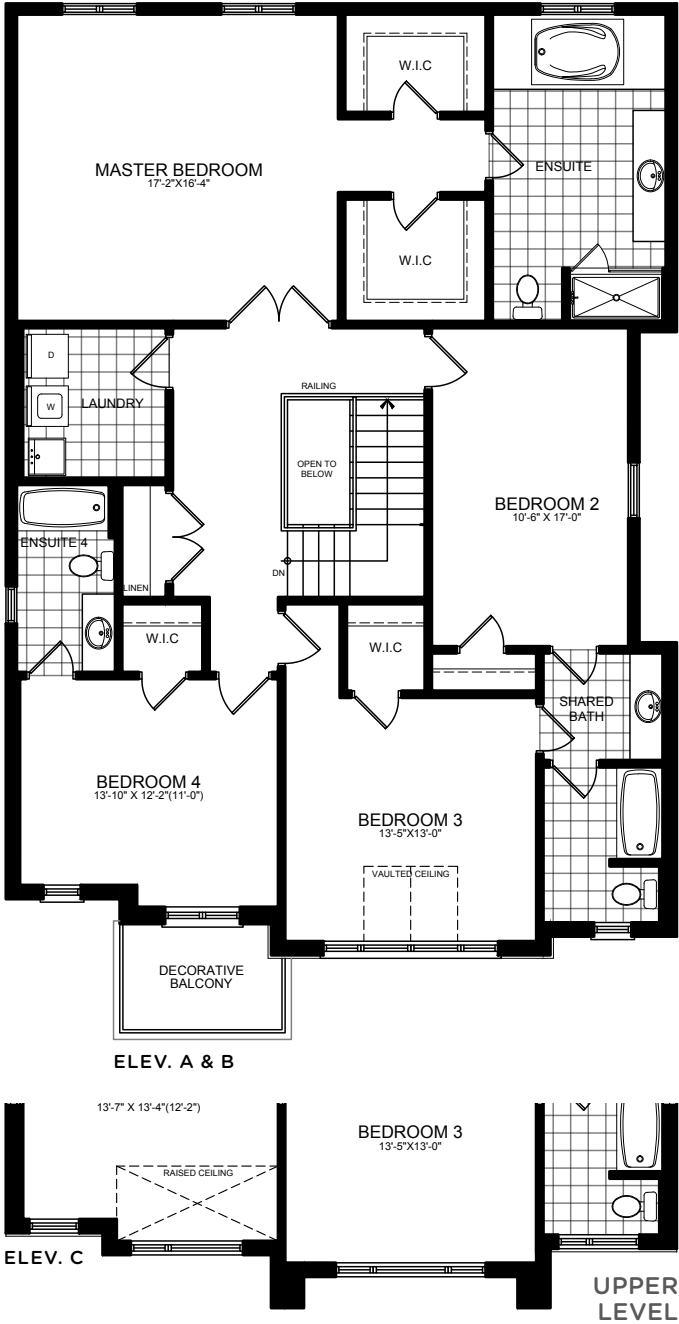 W.I.C
MASTER BEDROOM
17'-2"X16'-4"
ENSUITE
W.I.C
D
W
LAUNDRY
RAILING
OPEN TO
BELOW
BEDROOM 2
10'-6" X 17'-0"
ENSUITE 4
LINEN
DN
W.I.C
W.I.C
SHARED
BATH
BEDROOM 4
13'-10" X 12'-2"(11'-0")
BEDROOM 3
13'-5"X13'-0"
VAULTED CEILING
DECORATIVE
BALCONY
ELEV. A & B
13'-7" X 13'-4"(12'-2")
BEDROOM 3
13'-5"X13'-0"
RAISED CEILING
ELEV. C
UPPER
LEVEL